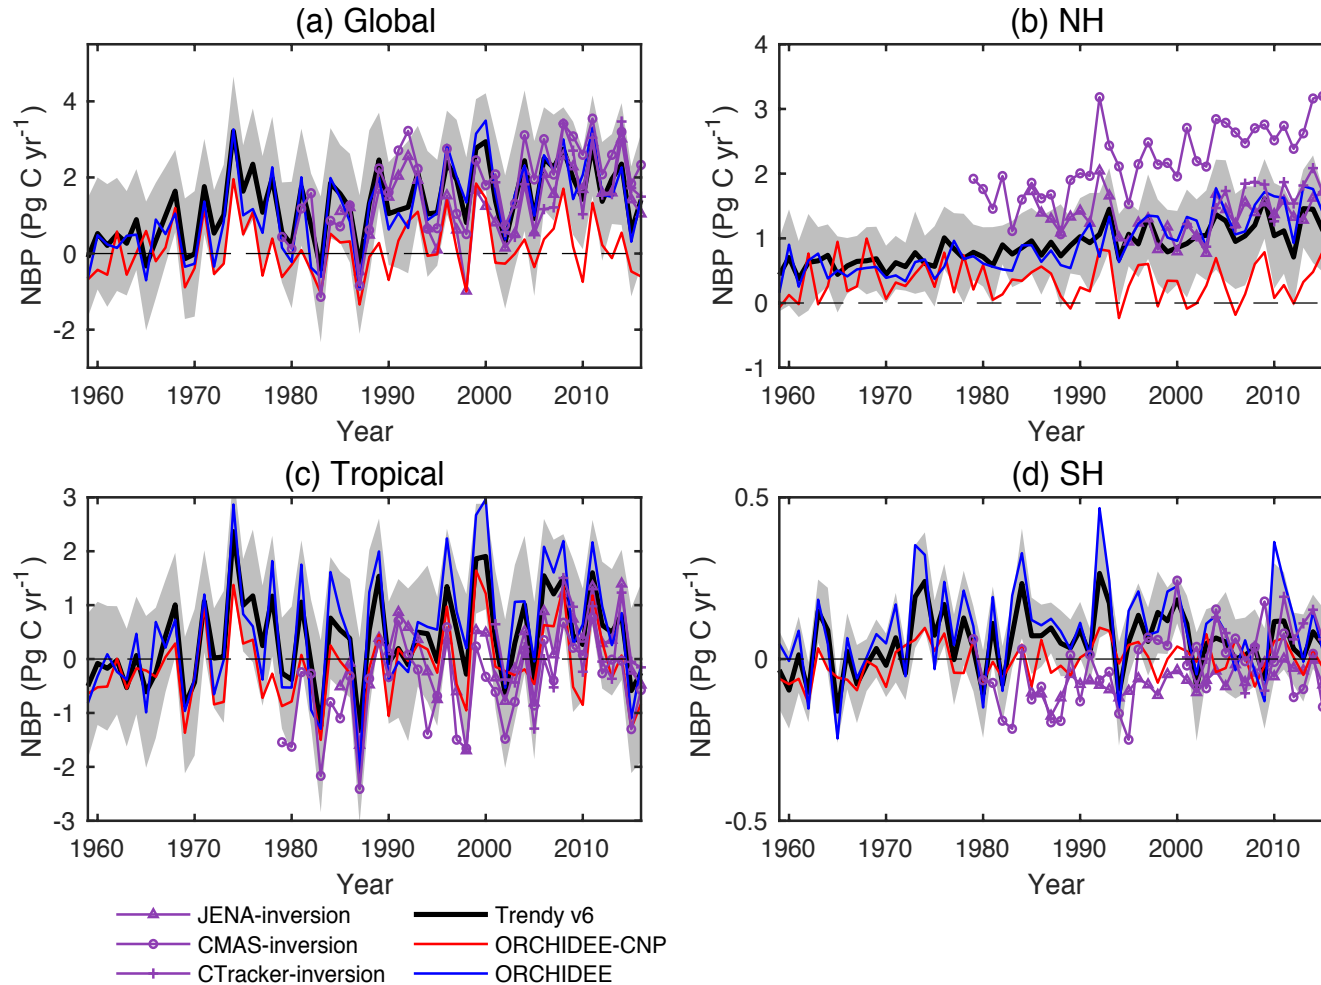 (a) Global
NBP (Pg C yr-1 )
4
2
0
-2
1960 1970 1980 1990 2000 2010
Year
(b) NH
NBP (Pg C yr-1 )
4
3
2
1
0
-1
1960 1970 1980 1990 2000 2010
Year
(c) Tropical
NBP (Pg C yr-1 )
3
2
1
0
-1
-2
-3
1960 1970 1980 1990 2000 2010
Year
(d) SH
NBP (Pg C yr-1 )
0.5
0
-0.5
1960 1970 1980 1990 2000 2010
Year
JENA-inversion
CMAS-inversion
CTracker-inversion
Trendy v6
ORCHIDEE-CNP
ORCHIDEE